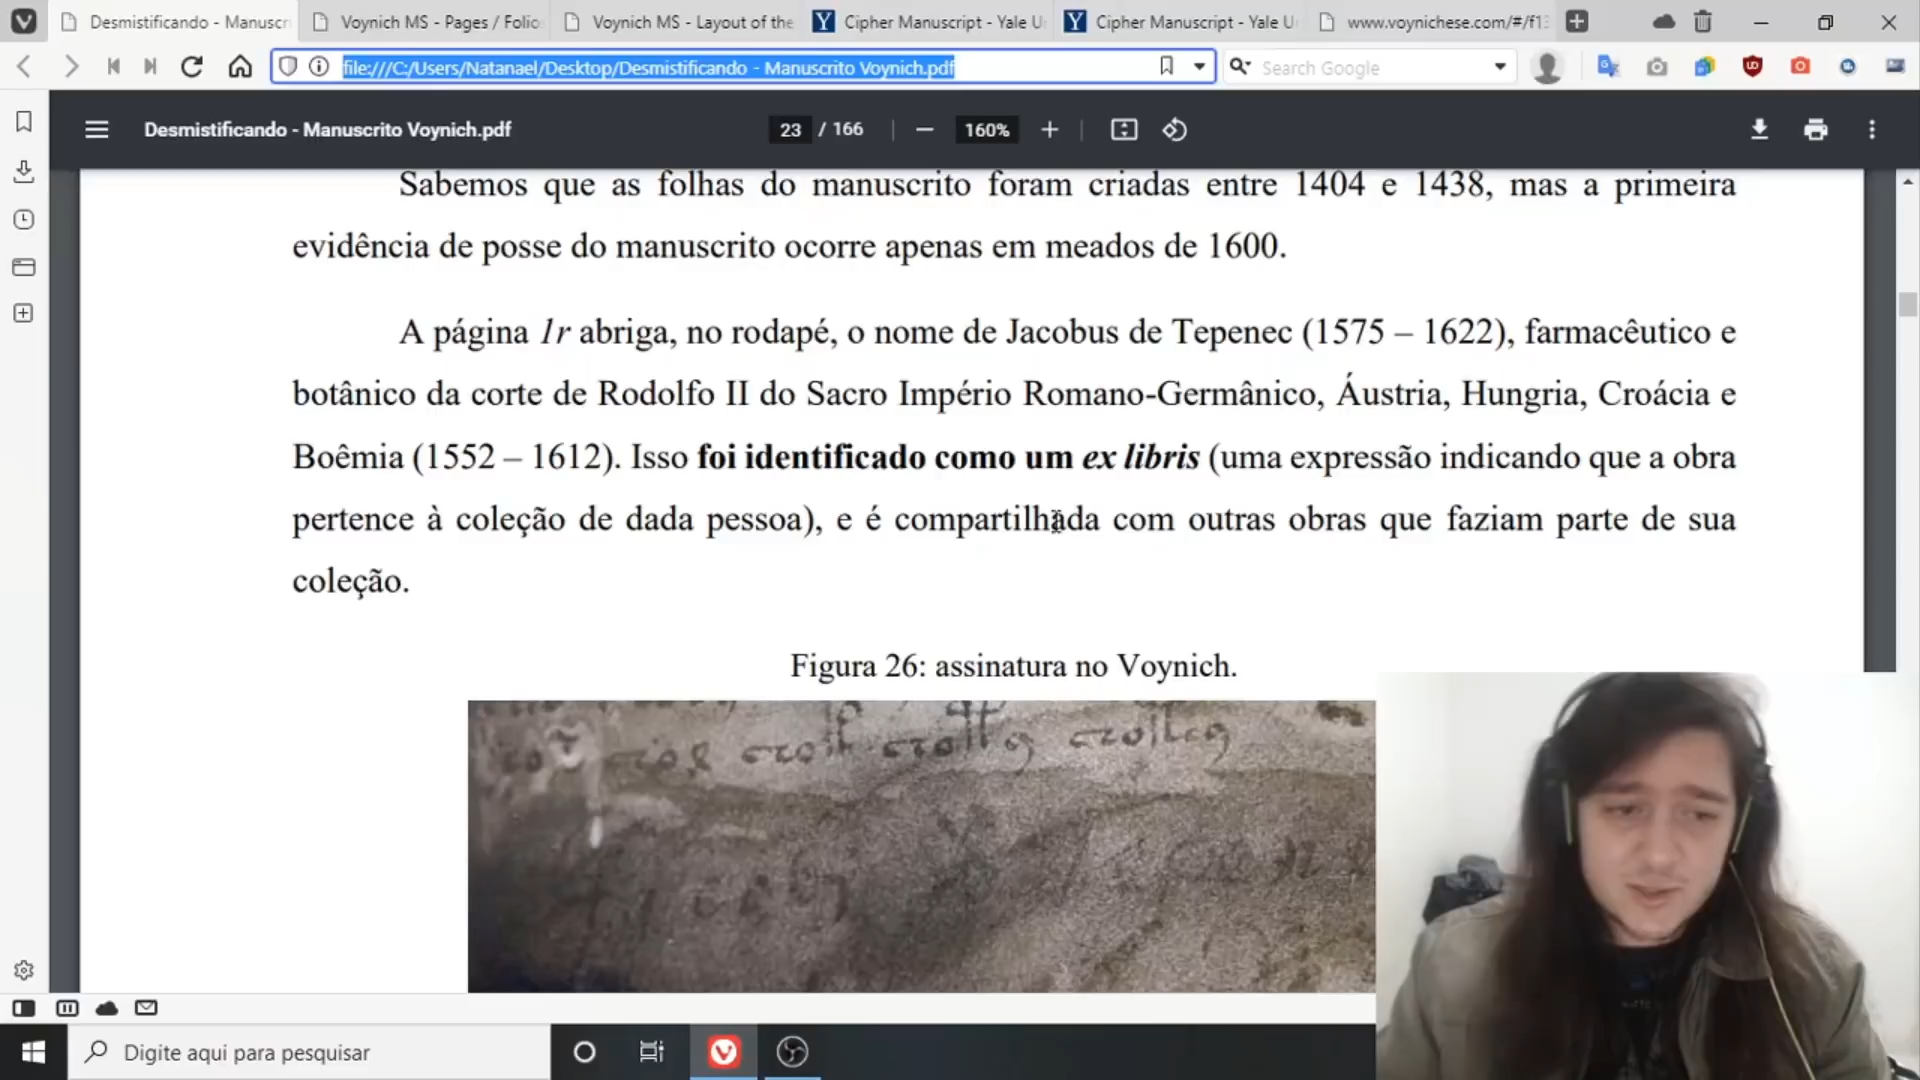 Desmistificando - Manuscr
Voynich MS - Pages / Folio
Voynich MS - Layout of the
Cipher Manuscript - Yale U
Cipher Manuscript - Yale U
www.voynichese.com/#/f1
file:///C:/Users/Natanael/Desktop/Desmistificando - Manuscrito Voynich.pdf
Search Google
Desmistificando - Manuscrito Voynich.pdf
23 / 166
160%
Sabemos que as folhas do manuscrito foram criadas entre 1404 e 1438, mas a primeira
evidência de posse do manuscrito ocorre apenas em meados de 1600.
A página 1r abriga, no rodapé, o nome de Jacobus de Tepenec (1575 – 1622), farmacêutico e
botânico da corte de Rodolfo II do Sacro Império Romano-Germânico, Áustria, Hungria, Croácia e
Boêmia (1552 – 1612). Isso foi identificado como um ex libris (uma expressão indicando que a obra
pertence à coleção de dada pessoa), e é compartilhada com outras obras que faziam parte de sua
coleção.
Figura 26: assinatura no Voynich.
Digite aqui para pesquisar